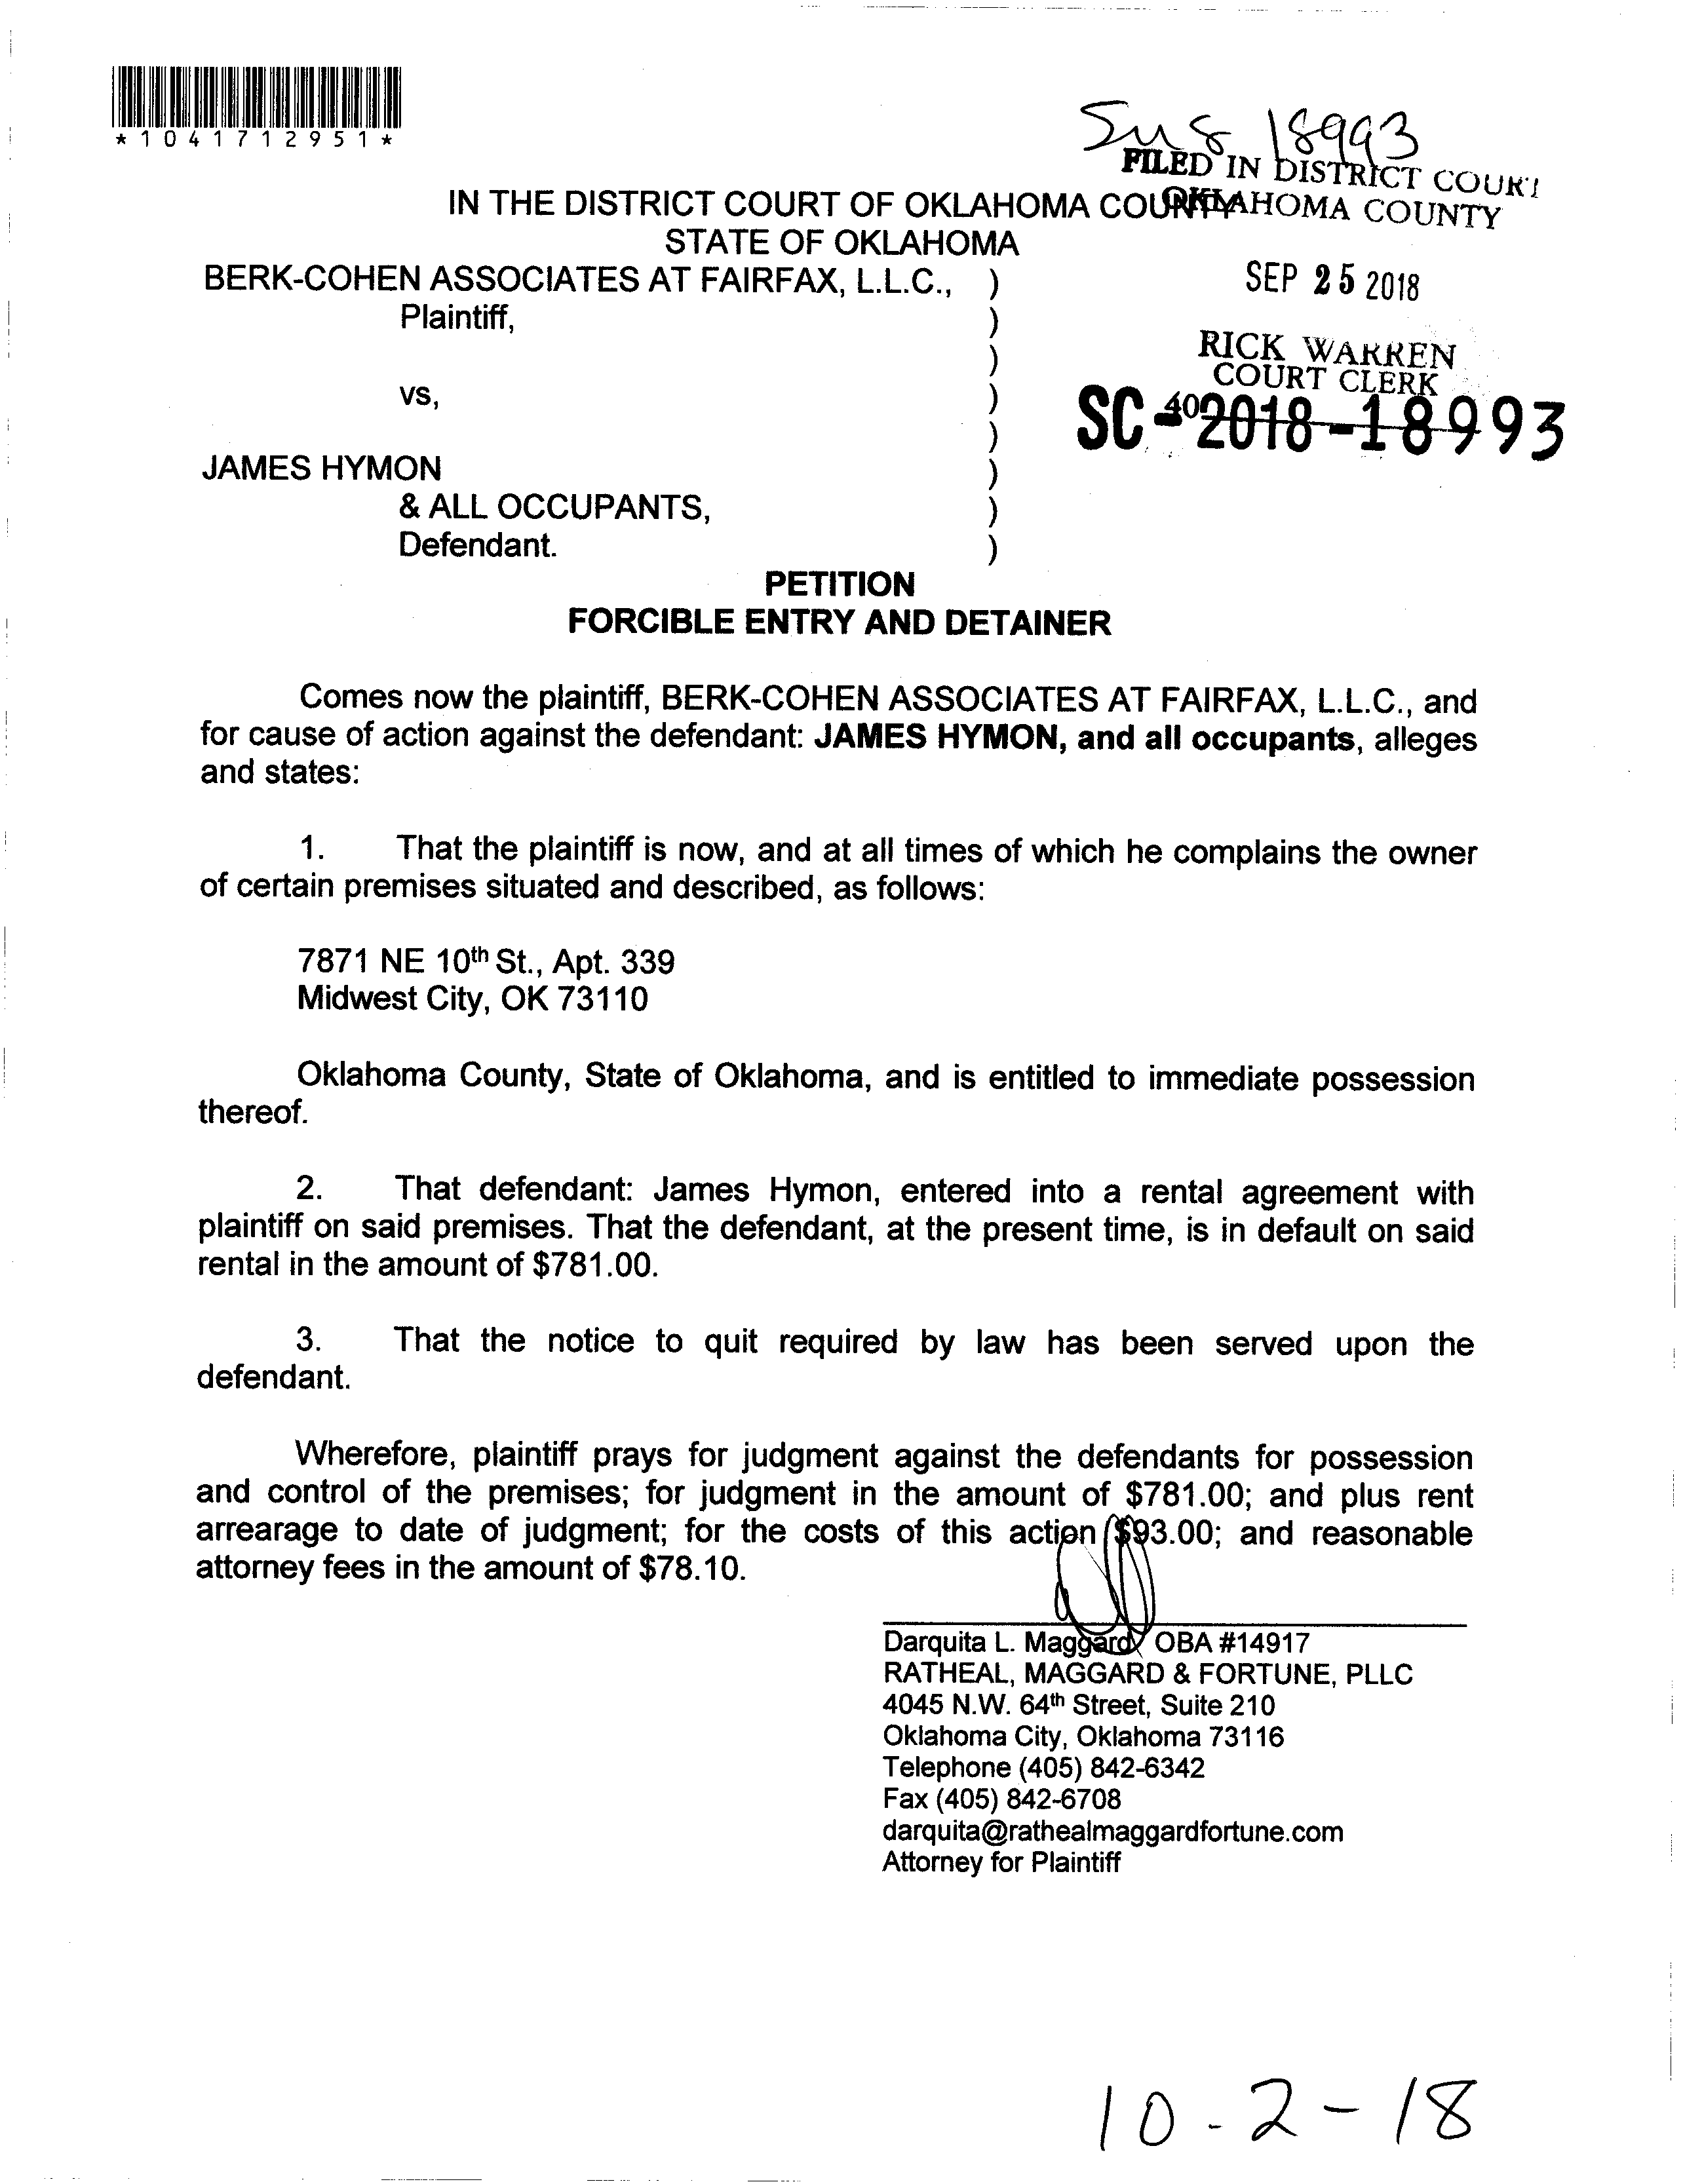 *1041712951*
18993
FILED IN DISTRICT COURT
OKLAHOMA COUNTY
IN THE DISTRICT COURT OF OKLAHOMA COUNTY
STATE OF OKLAHOMA
BERK-COHEN ASSOCIATES AT FAIRFAX, L.L.C., )
Plaintiff, )
)
vs, )
)
JAMES HYMON )
& ALL OCCUPANTS, )
Defendant. )
SEP 25 2018
RICK WARREN
COURT CLERK
40
SC-2018-18993
PETITION
FORCIBLE ENTRY AND DETAINER
Comes now the plaintiff, BERK-COHEN ASSOCIATES AT FAIRFAX, L.L.C., and
for cause of action against the defendant: JAMES HYMON, and all occupants, alleges
and states:
1. That the plaintiff is now, and at all times of which he complains the owner
of certain premises situated and described, as follows:
7871 NE 10th St., Apt. 339
Midwest City, OK 73110
Oklahoma County, State of Oklahoma, and is entitled to immediate possession
thereof.
2. That defendant: James Hymon, entered into a rental agreement with
plaintiff on said premises. That the defendant, at the present time, is in default on said
rental in the amount of $781.00.
3. That the notice to quit required by law has been served upon the
defendant.
Wherefore, plaintiff prays for judgment against the defendants for possession
and control of the premises; for judgment in the amount of $781.00; and plus rent
arrearage to date of judgment; for the costs of this action $93.00; and reasonable
attorney fees in the amount of $78.10.
Darquita L. Maggard, OBA #14917
RATHEAL, MAGGARD & FORTUNE, PLLC
4045 N.W. 64th Street, Suite 210
Oklahoma City, Oklahoma 73116
Telephone (405) 842-6342
Fax (405) 842-6708
darquita@rathealmaggardfortune.com
Attorney for Plaintiff
10-2-18